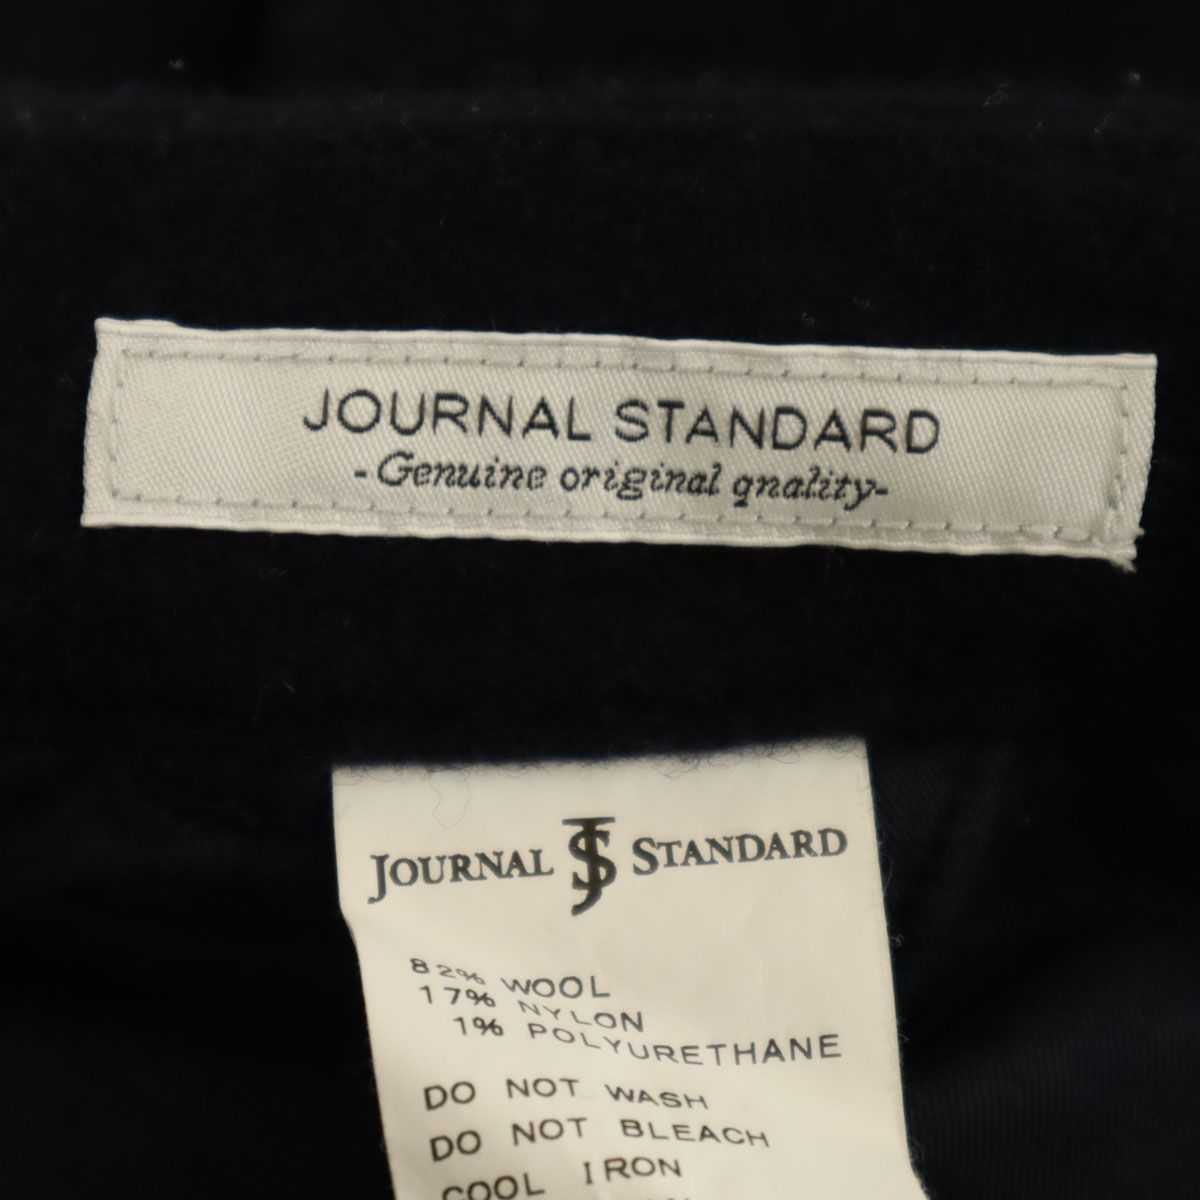 JOURNAL STANDARD
-Genuine original qnality-
JOURNAL JS STANDARD
82% WOOL
17% NYLON
1% POLYURETHANE
DO NOT WASH
DO NOT BLEACH
COOL IRON